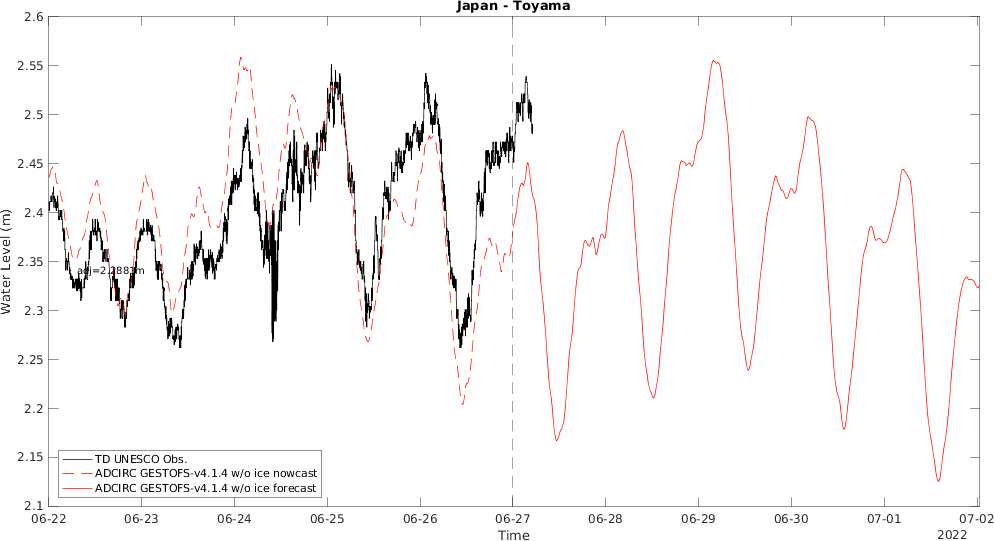 Japan - Toyama
2.6
2.55
2.5
2.45
2.4
2.35
2.3
2.25
2.2
2.15
2.1
Water Level (m)
adj=2.2881m
TD UNESCO Obs.
ADCIRC GESTOFS-v4.1.4 w/o ice nowcast
ADCIRC GESTOFS-v4.1.4 w/o ice forecast
06-22 06-23 06-24 06-25 06-26 06-27 06-28 06-29 06-30 07-01 07-02
Time
2022